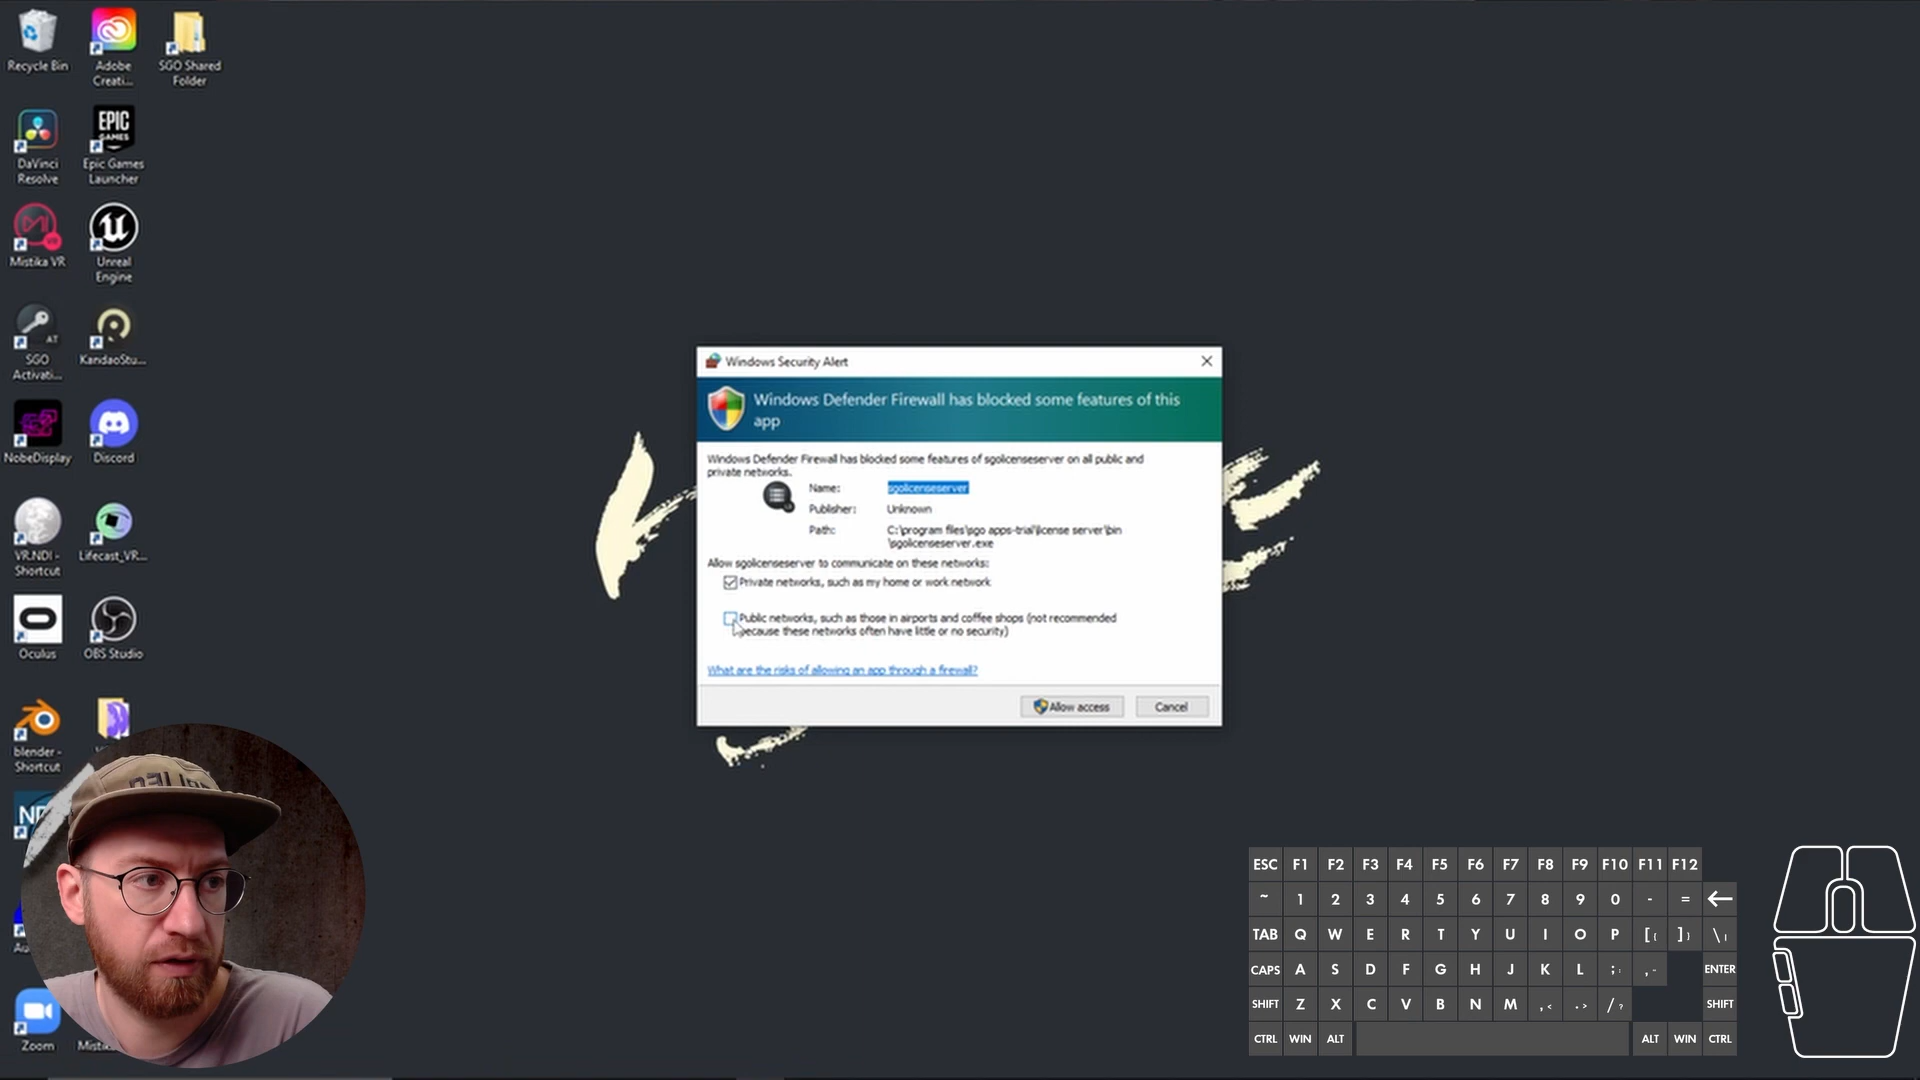 Recycle Bin
Adobe
Creati...
SGO Shared
Folder
DaVinci
Resolve
EPIC
GAMES
Epic Games
Launcher
Mistika VR
Unreal
Engine
AT
SGO
Activati...
KandaoStu...
NobeDisplay
Discord
VR.NDI -
Shortcut
Lifecast_VR...
Oculus
OBS Studio
blender -
Shortcut
Zoom
Windows Security Alert
Windows Defender Firewall has blocked some features of this
app
Windows Defender Firewall has blocked some features of sgolicenseserver on all public and
private networks.
Name: sgolicenseserver
Publisher: Unknown
Path: C:\program files\sgo apps-trial\license server\bin
\sgolicenseserver.exe
Allow sgolicenseserver to communicate on these networks:
Private networks, such as my home or work network
Public networks, such as those in airports and coffee shops (not recommended
because these networks often have little or no security)
What are the risks of allowing an app through a firewall?
Allow access
Cancel
ESC F1 F2 F3 F4 F5 F6 F7 F8 F9 F10 F11 F12
~ 1 2 3 4 5 6 7 8 9 0 - = ←
TAB Q W E R T Y U I O P [ { ] } \ |
CAPS A S D F G H J K L ; : , - ENTER
SHIFT Z X C V B N M , < . > / ? SHIFT
CTRL WIN ALT ALT WIN CTRL